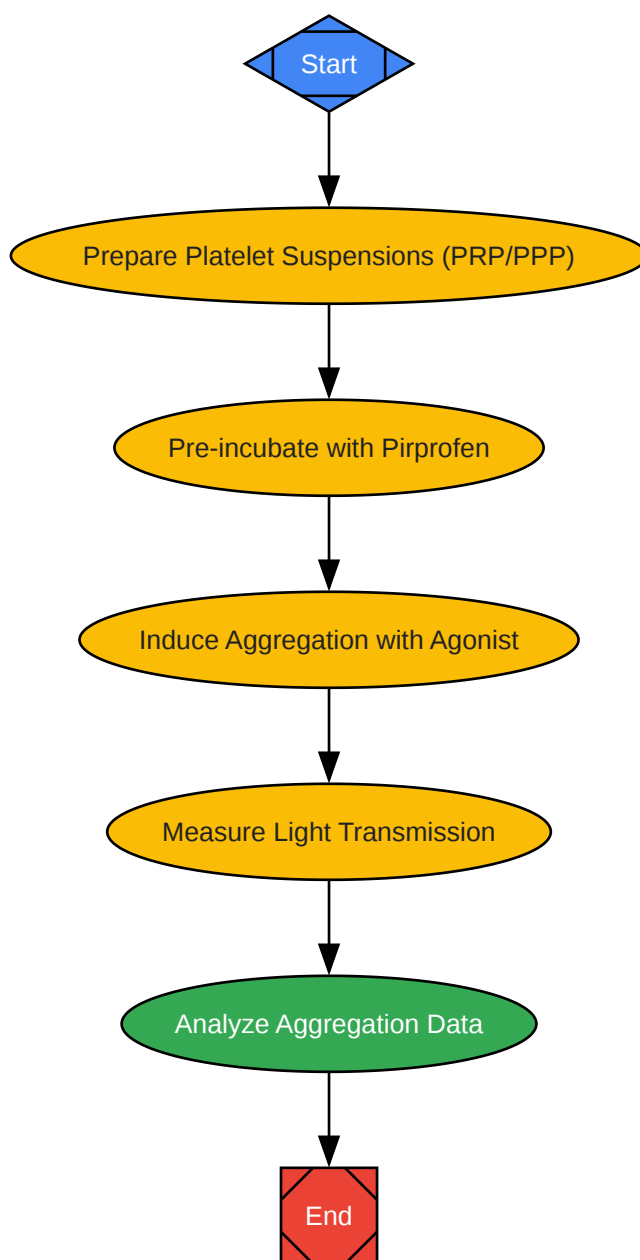 Start
Prepare Platelet Suspensions (PRP/PPP)
Pre-incubate with Pirprofen
Induce Aggregation with Agonist
Measure Light Transmission
Analyze Aggregation Data
End